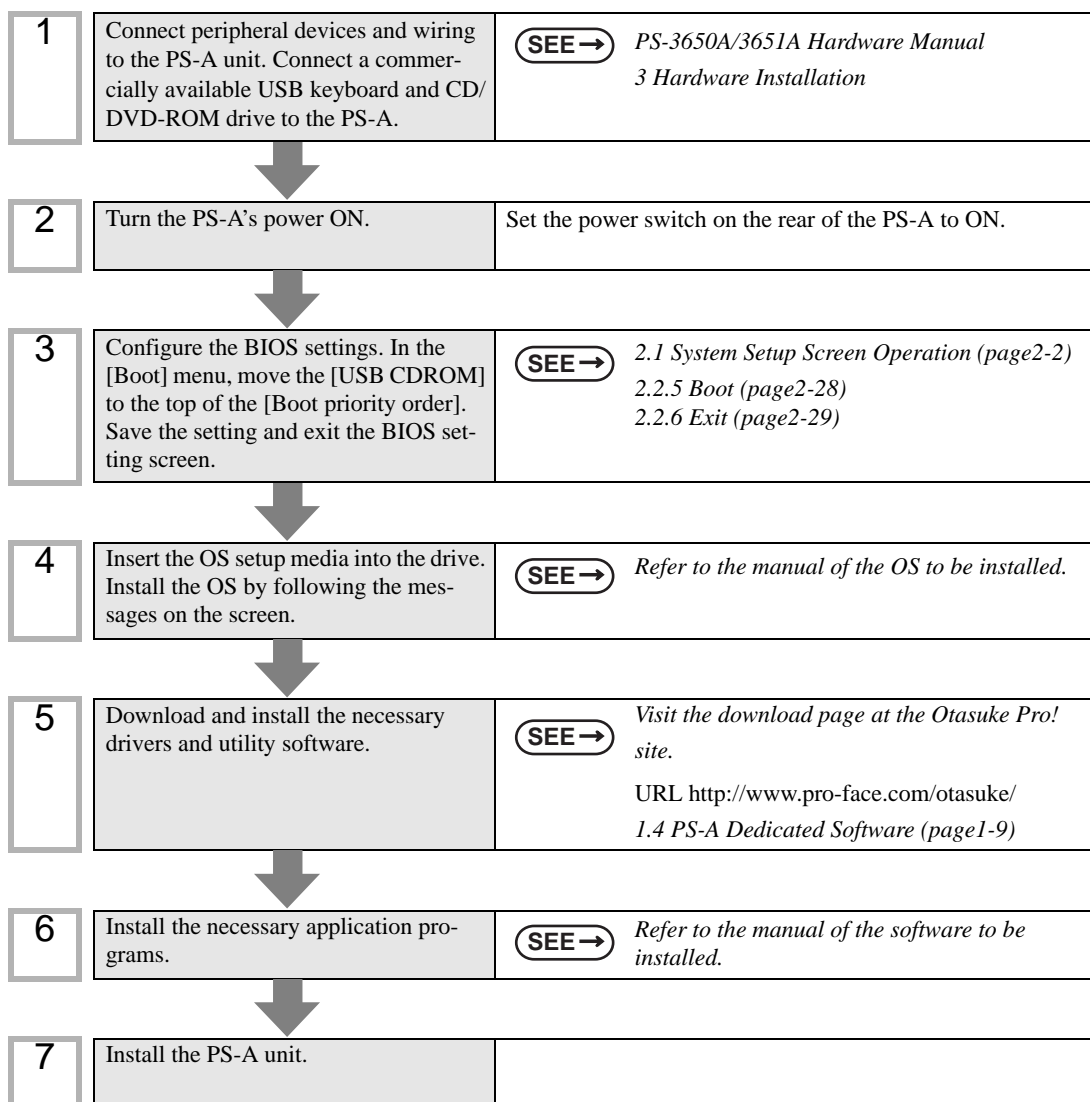 1
Connect peripheral devices and wiring
to the PS-A unit. Connect a commer-
cially available USB keyboard and CD/
DVD-ROM drive to the PS-A.
SEE→
PS-3650A/3651A Hardware Manual
3 Hardware Installation
2
Turn the PS-A's power ON.
Set the power switch on the rear of the PS-A to ON.
3
Configure the BIOS settings. In the
[Boot] menu, move the [USB CDROM]
to the top of the [Boot priority order].
Save the setting and exit the BIOS set-
ting screen.
SEE→
2.1 System Setup Screen Operation (page2-2)
2.2.5 Boot (page2-28)
2.2.6 Exit (page2-29)
4
Insert the OS setup media into the drive.
Install the OS by following the mes-
sages on the screen.
SEE→
Refer to the manual of the OS to be installed.
5
Download and install the necessary
drivers and utility software.
SEE→
Visit the download page at the Otasuke Pro!
site.
URL http://www.pro-face.com/otasuke/
1.4 PS-A Dedicated Software (page1-9)
6
Install the necessary application pro-
grams.
SEE→
Refer to the manual of the software to be
installed.
7
Install the PS-A unit.